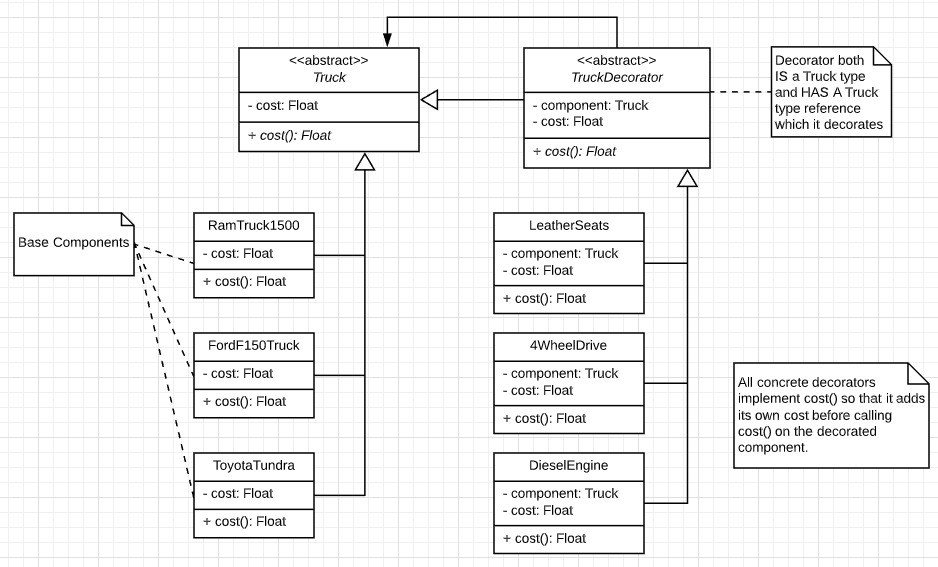 <<abstract>>
Truck
- cost: Float
+ cost(): Float
<<abstract>>
TruckDecorator
- component: Truck
- cost: Float
+ cost(): Float
Decorator both
IS a Truck type
and HAS A Truck
type reference
which it decorates
Base Components
RamTruck1500
- cost: Float
+ cost(): Float
FordF150Truck
- cost: Float
+ cost(): Float
ToyotaTundra
- cost: Float
+ cost(): Float
LeatherSeats
- component: Truck
- cost: Float
+ cost(): Float
4WheelDrive
- component: Truck
- cost: Float
+ cost(): Float
DieselEngine
- component: Truck
- cost: Float
+ cost(): Float
All concrete decorators
implement cost() so that it adds
its own cost before calling
cost() on the decorated
component.